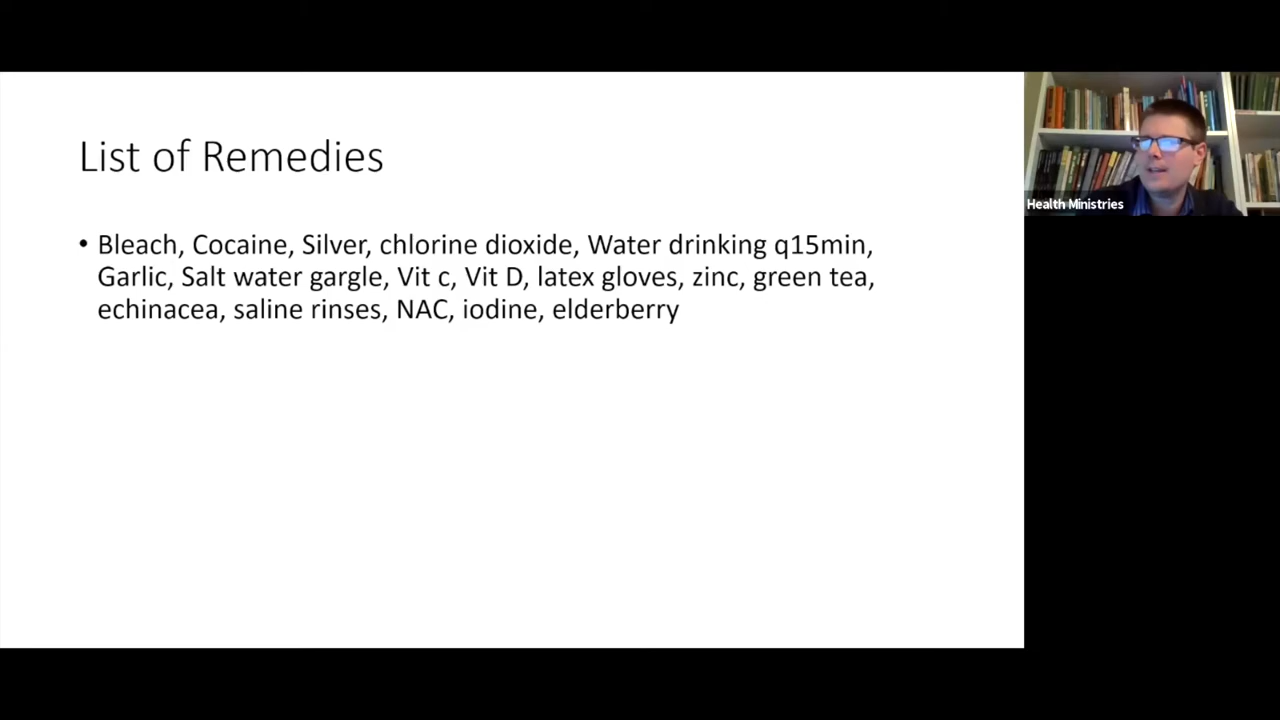 List of Remedies
• Bleach, Cocaine, Silver, chlorine dioxide, Water drinking q15min,
Garlic, Salt water gargle, Vit c, Vit D, latex gloves, zinc, green tea,
echinacea, saline rinses, NAC, iodine, elderberry
Health Ministries